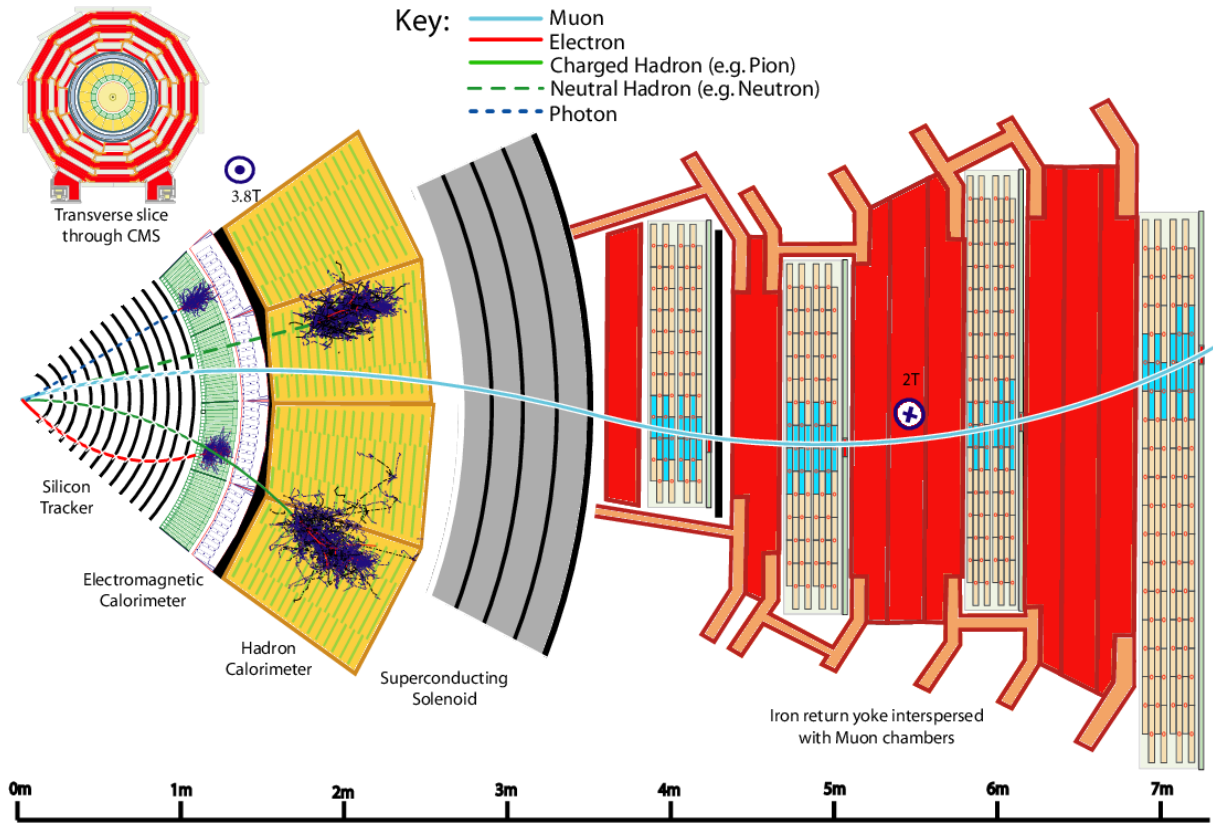 Key:
Muon
Electron
Charged Hadron (e.g. Pion)
Neutral Hadron (e.g. Neutron)
Photon
Transverse slice
through CMS
3.8T
2T
Silicon
Tracker
Electromagnetic
Calorimeter
Hadron
Calorimeter
Superconducting
Solenoid
Iron return yoke interspersed
with Muon chambers
0m
1m
2m
3m
4m
5m
6m
7m